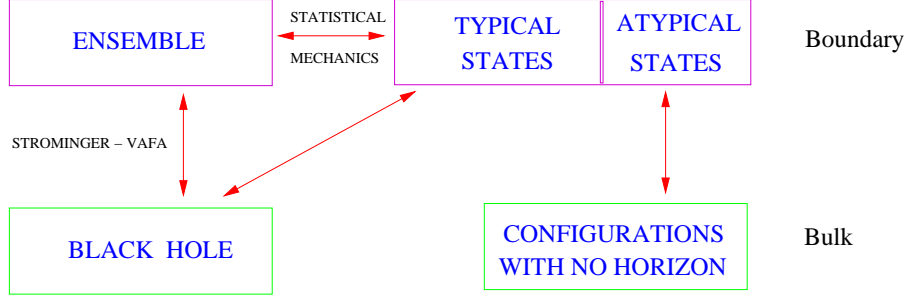 ENSEMBLE
STATISTICAL
MECHANICS
TYPICAL
STATES
ATYPICAL
STATES
Boundary
STROMINGER – VAFA
BLACK HOLE
CONFIGURATIONS
WITH NO HORIZON
Bulk